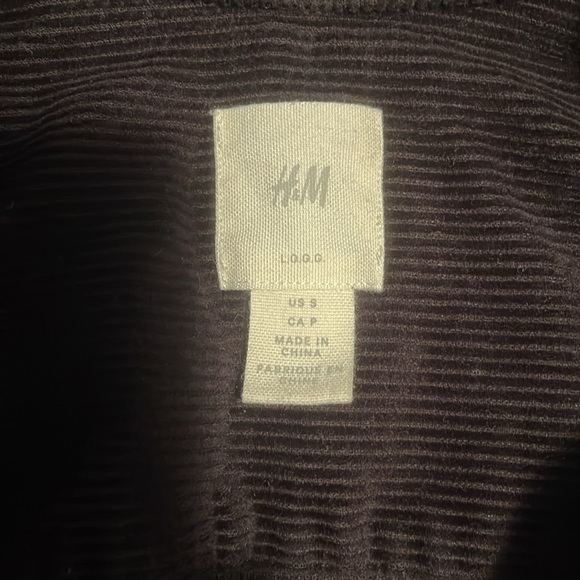 H&M
L.O.G.G.
US S
CA P
MADE IN
CHINA
FABRIQUÉ EN
CHINE